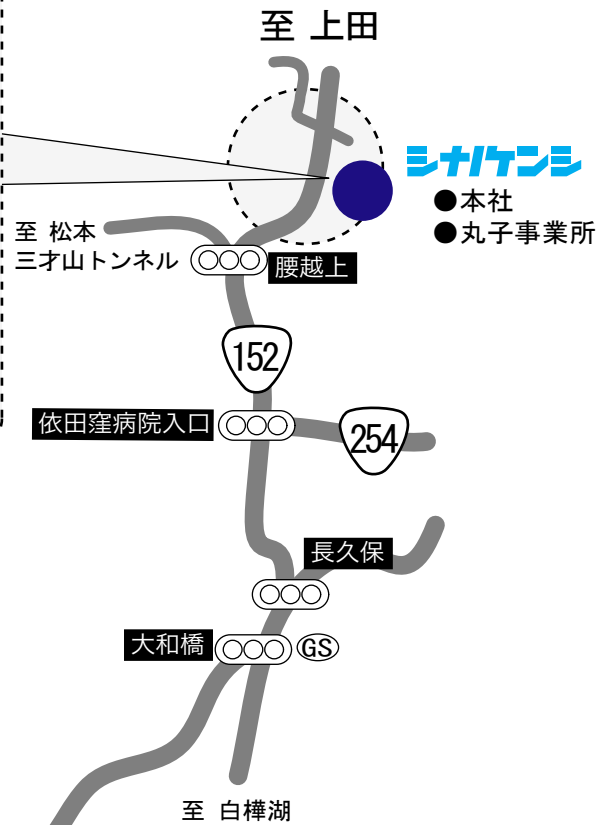 至 上田
シナノケンシ
●本社
●丸子事業所
至 松本
三才山トンネル
腰越上
152
依田窪病院入口
254
長久保
大和橋
GS
至 白樺湖